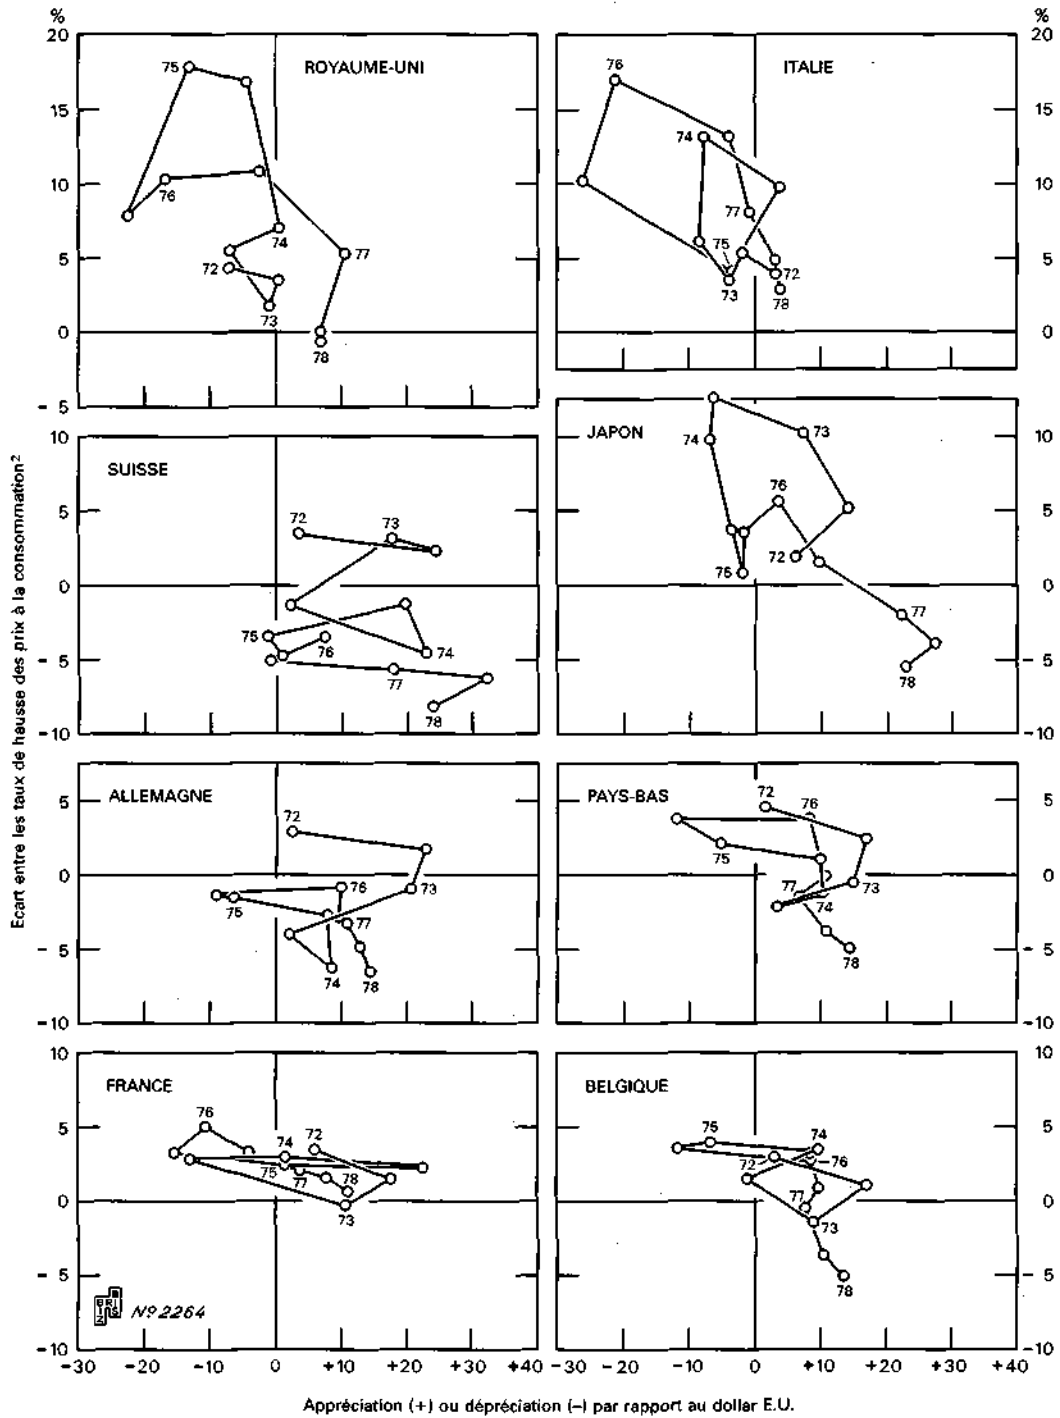 % %
20 20
ROYAUME-UNI ITALIE
75 76
15 15
74
10 10
76 77
74 75
5 77 5
72 72
73 73 78
0 0
78
- 5
10 JAPON 10
SUISSE 73
74
72 73 76
5 5
72
0 75 0
75 76 74 77
- 5 77 - 5
78 78
- 10 - 10
ALLEMAGNE PAYS-BAS
5 72 76 5
72
75
0 76 73 0
75 77 77 74
73
- 5 - 5
74 78 78
- 10 - 10
10 10
FRANCE BELGIQUE
76 75 74
5 74 72 5
72 76
75 77 78 77
0 0
73 73
- 5 78 - 5
BRI
BIZ
Nº 2264
-10 -10
-30 -20 -10 0 +10 +20 +30 +40 -30 -20 -10 0 +10 +20 +30 +40
Ecart entre les taux de hausse des prix à la consommation²
Appréciation (+) ou dépréciation (–) par rapport au dollar E.U.